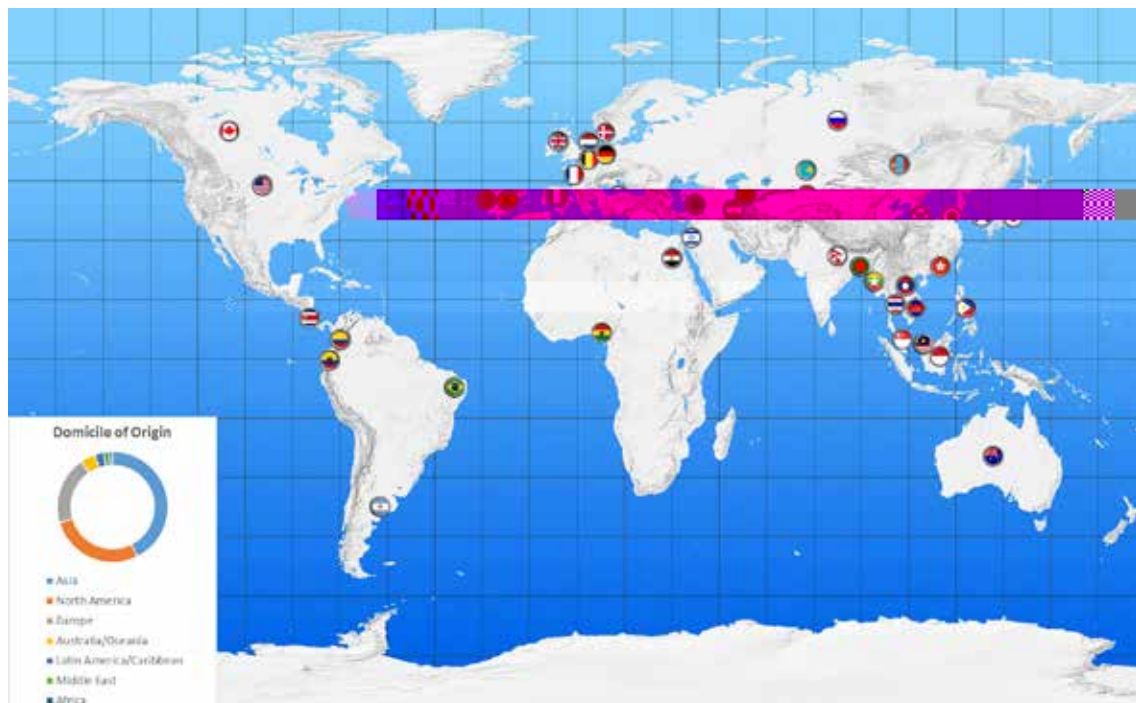 Domicile of Origin
Asia
North America
Europe
Australia/Oceania
Latin America/Caribbean
Middle East
Africa